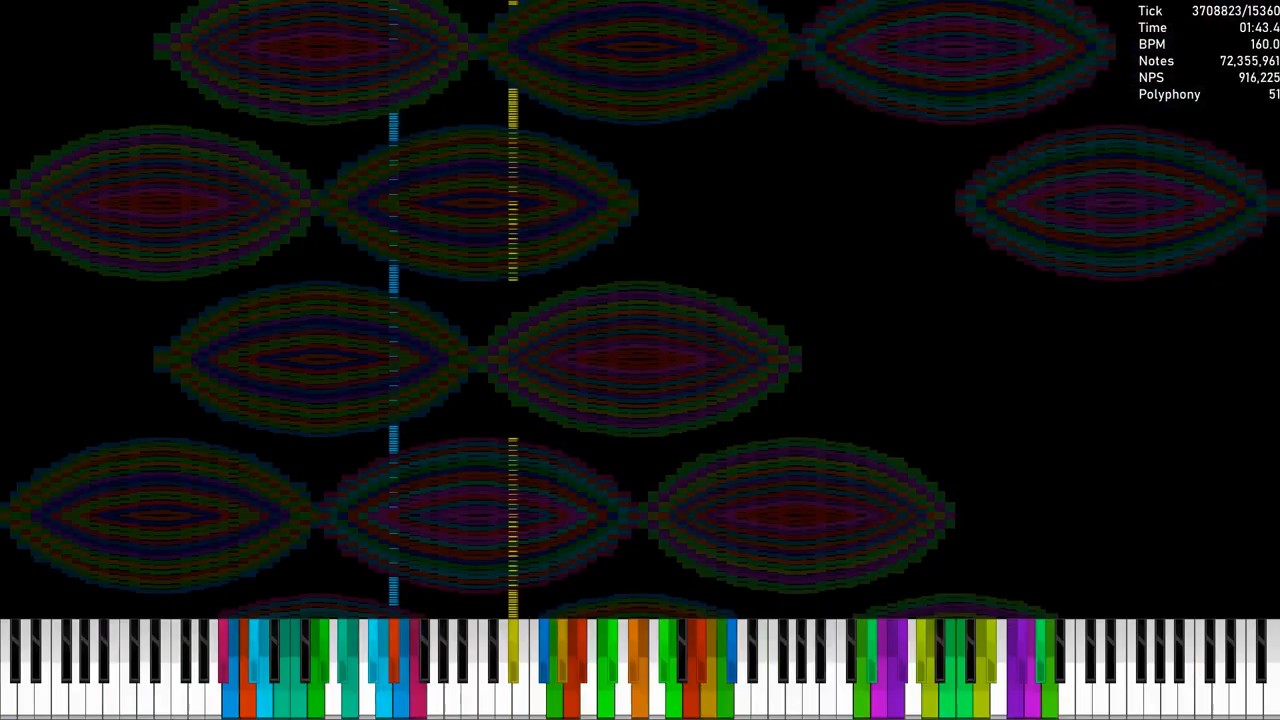 Tick 3708823/15360
Time 01:43.4
BPM 160.0
Notes 72,355,961
NPS 916,225
Polyphony 51